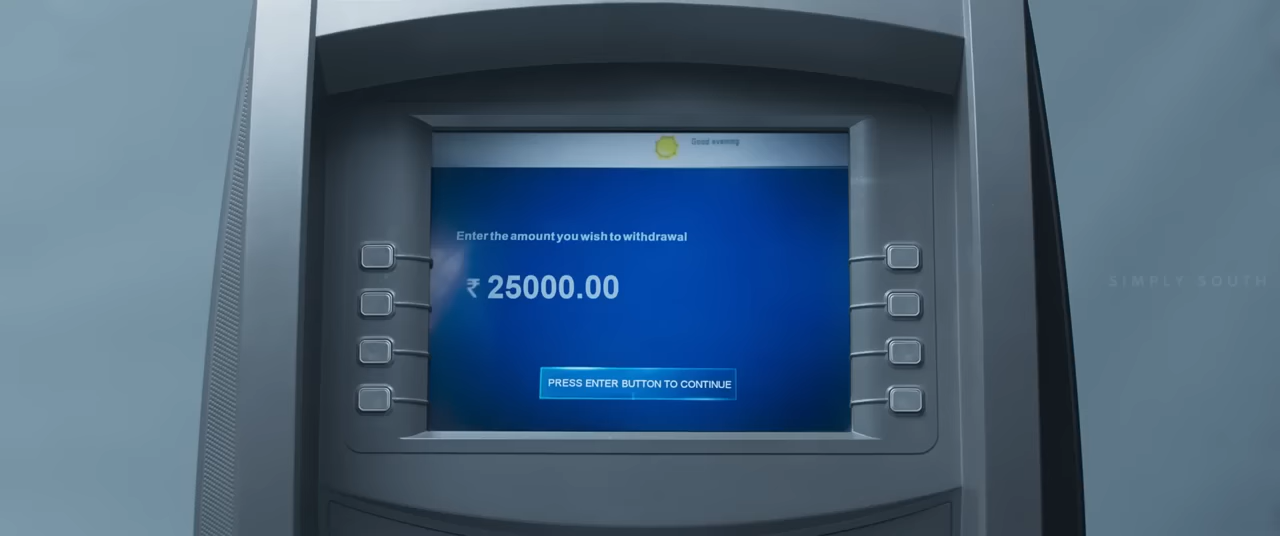 Good evening
Enter the amount you wish to withdrawal
₹ 25000.00
PRESS ENTER BUTTON TO CONTINUE
SIMPLY SOUTH